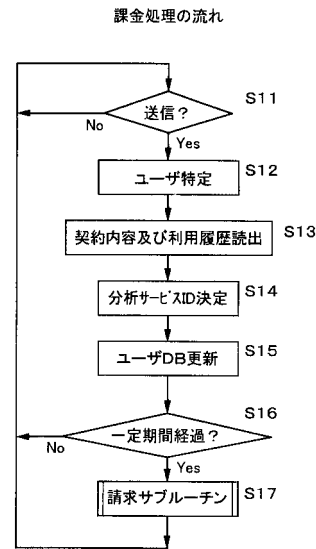 課金処理の流れ
送信？ S11
No
Yes
ユーザ特定 S12
契約内容及び利用履歴読出 S13
分析サービスID決定 S14
ユーザDB更新 S15
一定期間経過？ S16
No
Yes
請求サブルーチン S17